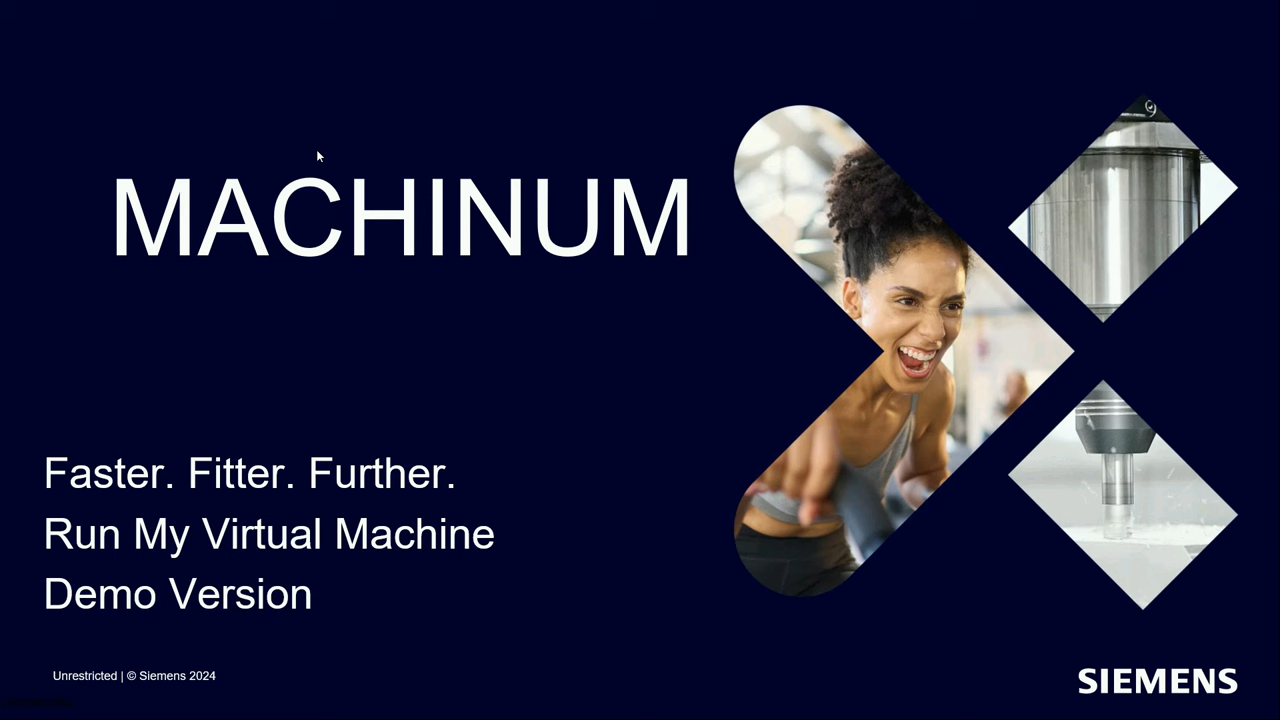 MACHINUM
Faster. Fitter. Further.
Run My Virtual Machine
Demo Version
Unrestricted | © Siemens 2024
SIEMENS